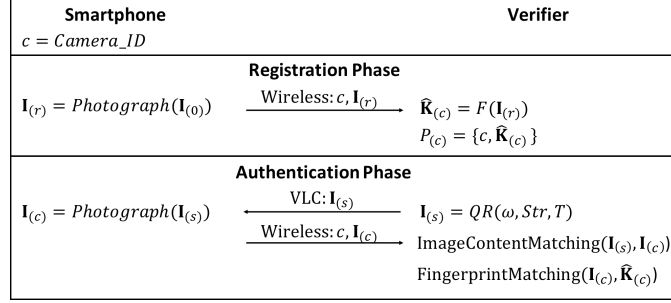 Smartphone Verifier
c = Camera_ID
Registration Phase
I(r) = Photograph(I(0)) Wireless: c, I(r) K̂(c) = F(I(r))
P(c) = {c, K̂(c) }
Authentication Phase
VLC: I(s)
I(c) = Photograph(I(s)) I(s) = QR(ω, Str, T)
Wireless: c, I(c) ImageContentMatching(I(s), I(c))
FingerprintMatching(I(c), K̂(c))